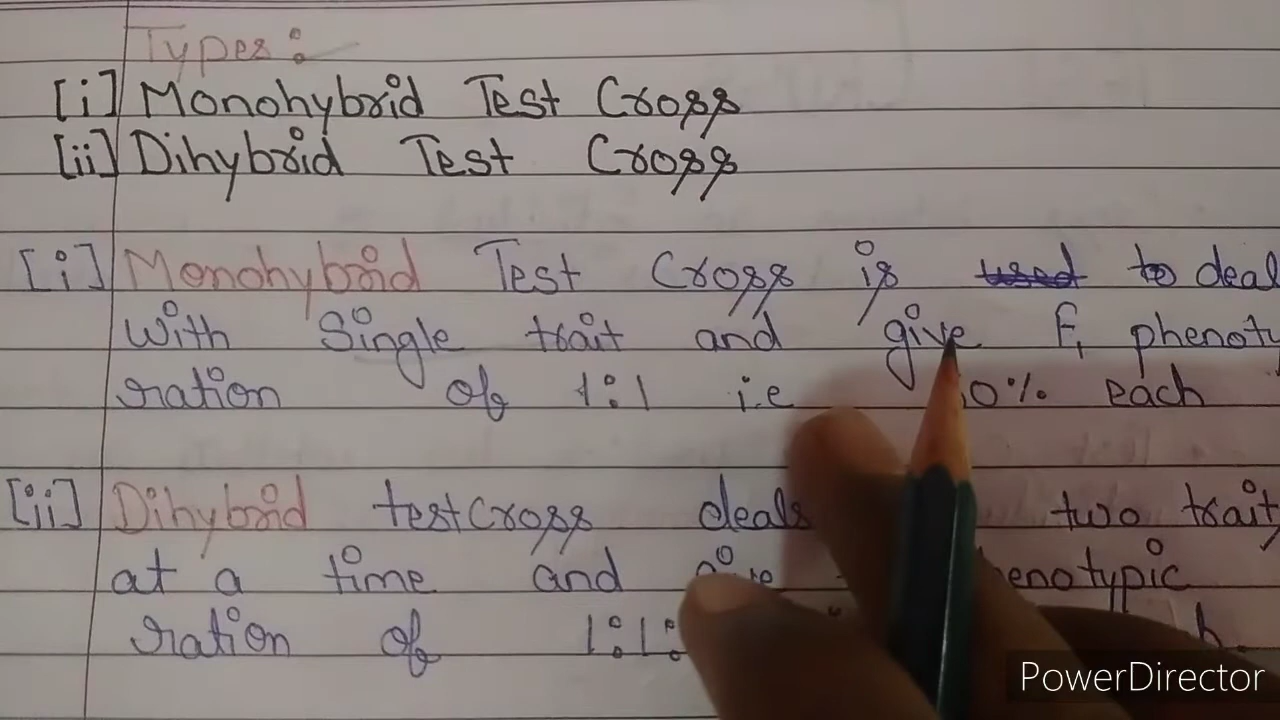 Types:
[i] Monohybrid Test Cross
[ii] Dihybrid Test Cross
[i] Monohybrid Test Cross is used to deal
with Single trait and give F1 phenoty
ration of 1:1 i.e 0% each
[ii] Dihybrid testcross deals two trait
at a time and henotypic
ration of 1:1:
PowerDirector